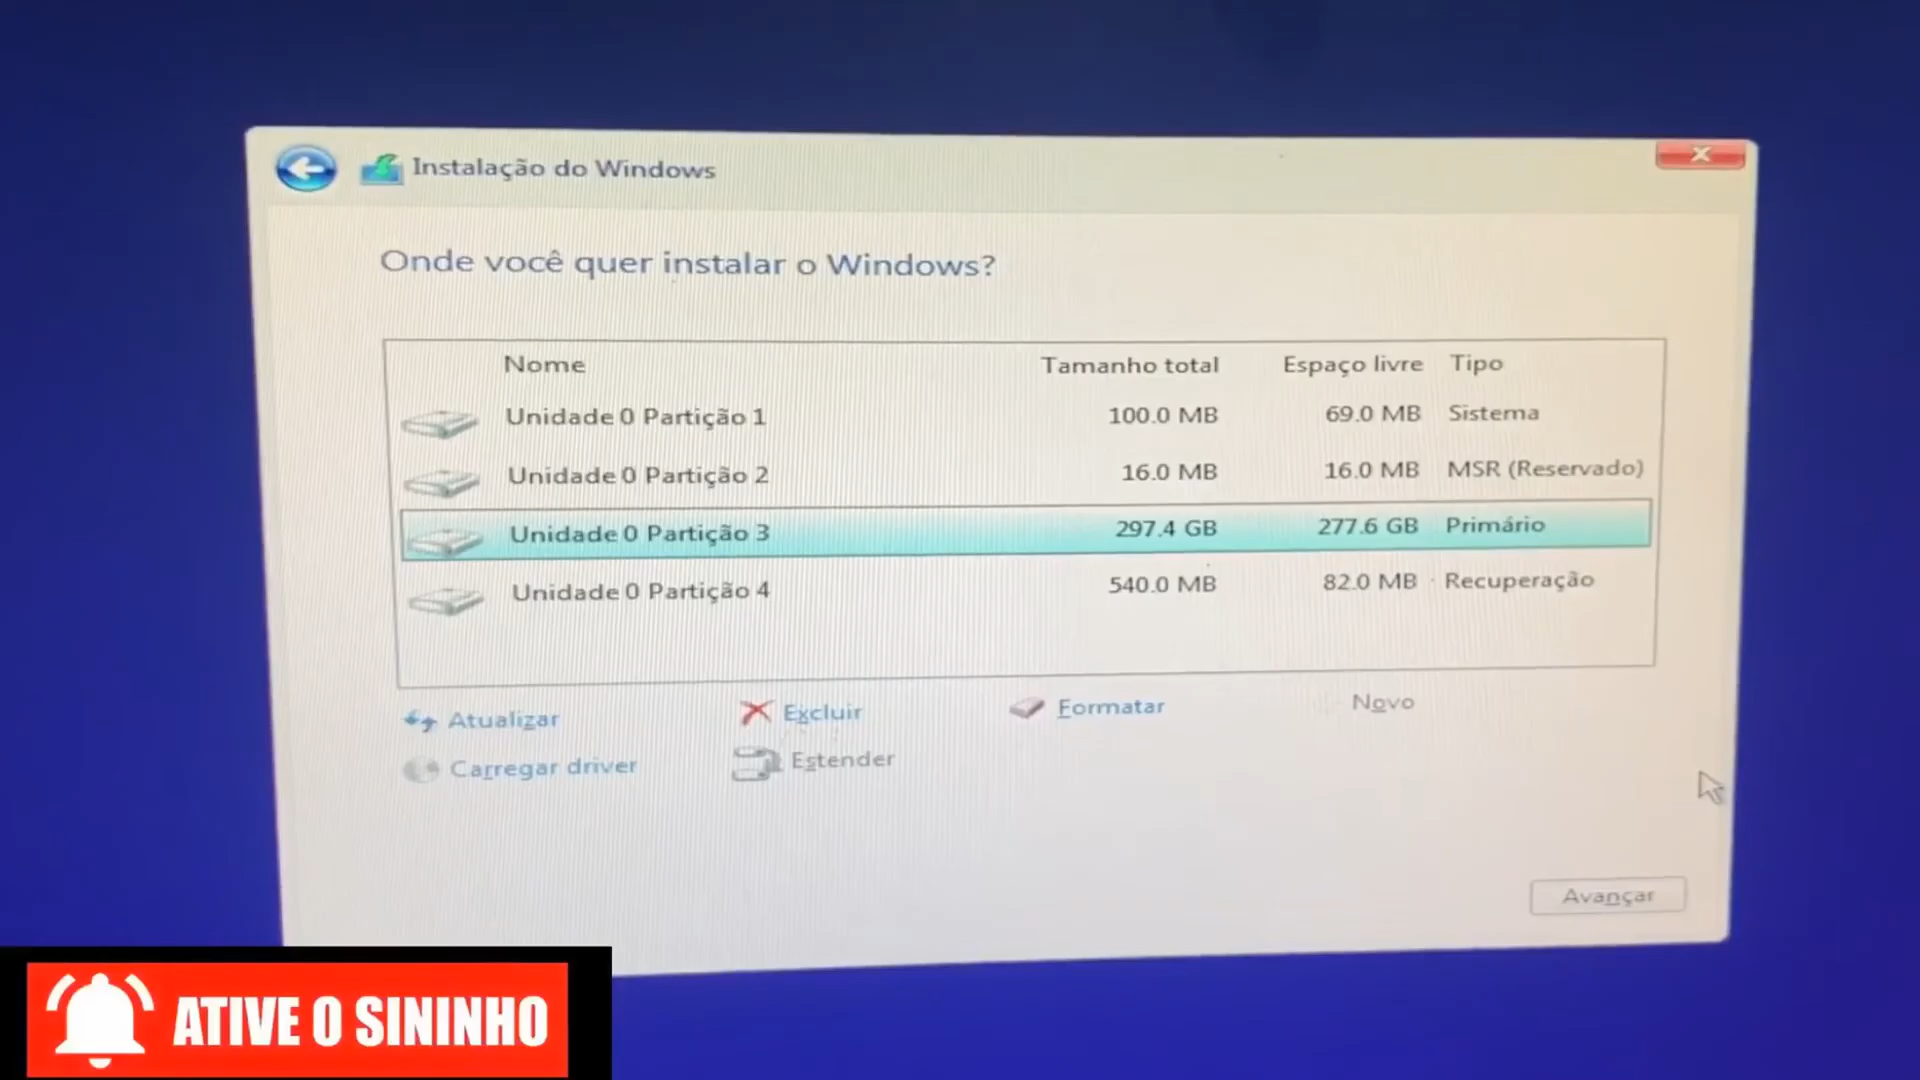 Instalação do Windows
Onde você quer instalar o Windows?
Nome Tamanho total Espaço livre Tipo
Unidade 0 Partição 1 100.0 MB 69.0 MB Sistema
Unidade 0 Partição 2 16.0 MB 16.0 MB MSR (Reservado)
Unidade 0 Partição 3 297.4 GB 277.6 GB Primário
Unidade 0 Partição 4 540.0 MB 82.0 MB Recuperação
Atualizar Excluir Formatar Novo
Carregar driver Estender
Avançar
ATIVE O SININHO